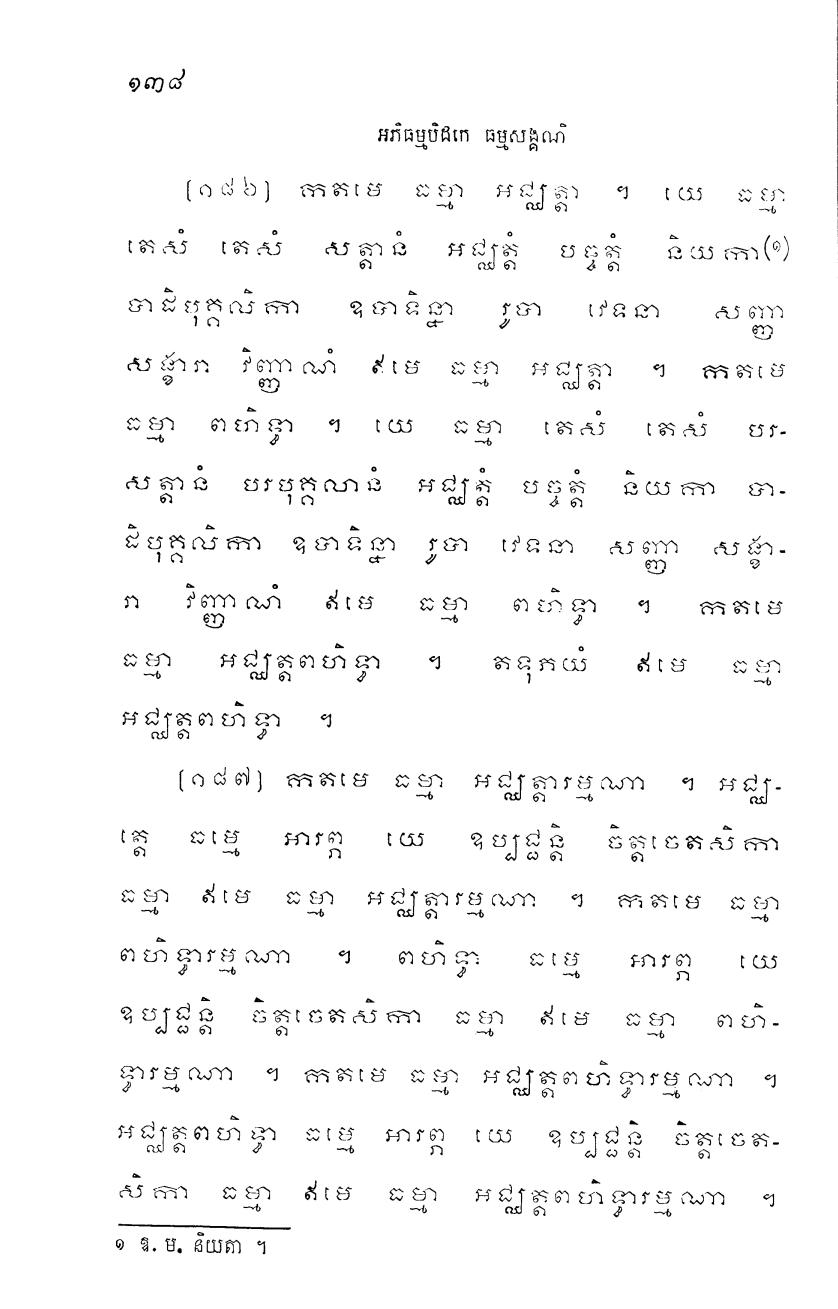 ១៣៨
អភិធម្មបិដកេ ធម្មសង្គណិ
[១៨៦] កតមេ ធម្មា អជ្ឈត្តា ។ យេ ធម្មា
តេសំ តេសំ សត្តានំ អជ្ឈត្តំ បច្ចត្តំ និយកា(១)
បាដិបុគ្គលិកា ឧបាទិន្នា រូបា វេទនា សញ្ញា
សង្ខារា វិញ្ញាណំ ឥមេ ធម្មា អជ្ឈត្តា ។ កតមេ
ធម្មា ពហិទ្ធា ។ យេ ធម្មា តេសំ តេសំ បរ-
សត្តានំ បរបុគ្គលានំ អជ្ឈត្តំ បច្ចត្តំ និយកា បា-
ដិបុគ្គលិកា ឧបាទិន្នា រូបា វេទនា សញ្ញា សង្ខា-
រា វិញ្ញាណំ ឥមេ ធម្មា ពហិទ្ធា ។ កតមេ
ធម្មា អជ្ឈត្តពហិទ្ធា ។ តទុភយំ ឥមេ ធម្មា
អជ្ឈត្តពហិទ្ធា ។
[១៨៧] កតមេ ធម្មា អជ្ឈត្តារម្មណា ។ អជ្ឈ-
ត្តេ ធម្មេ អារព្ភ យេ ឧប្បជ្ជន្តិ ចិត្តចេតសិកា
ធម្មា ឥមេ ធម្មា អជ្ឈត្តារម្មណា ។ កតមេ ធម្មា
ពហិទ្ធារម្មណា ។ ពហិទ្ធា ធម្មេ អារព្ភ យេ
ឧប្បជ្ជន្តិ ចិត្តចេតសិកា ធម្មា ឥមេ ធម្មា ពហិ-
ទ្ធារម្មណា ។ កតមេ ធម្មា អជ្ឈត្តពហិទ្ធារម្មណា ។
អជ្ឈត្តពហិទ្ធា ធម្មេ អារព្ភ យេ ឧប្បជ្ជន្តិ ចិត្តចេត-
សិកា ធម្មា ឥមេ ធម្មា អជ្ឈត្តពហិទ្ធារម្មណា ។
១ ឱ. ម. និយតា ។